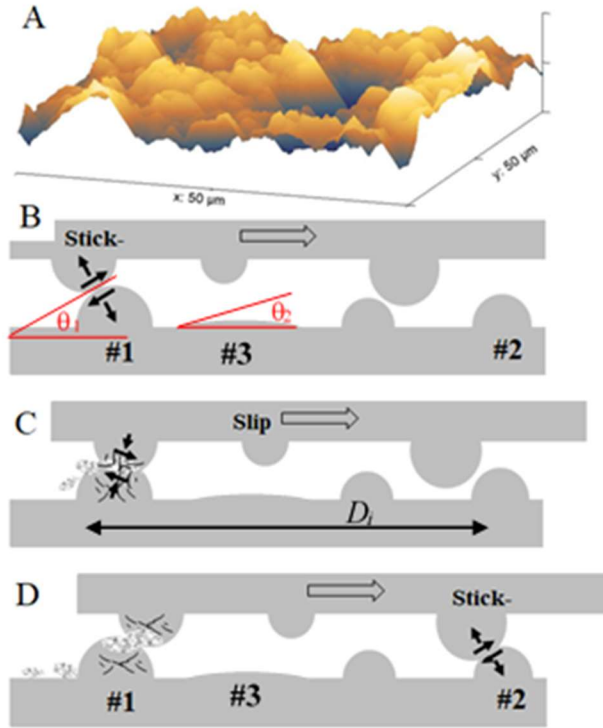 A
x: 50 µm
y: 50 µm
B
Stick-
θ1
θ2
#1
#3
#2
C
Slip
Di
D
Stick-
#1
#3
#2